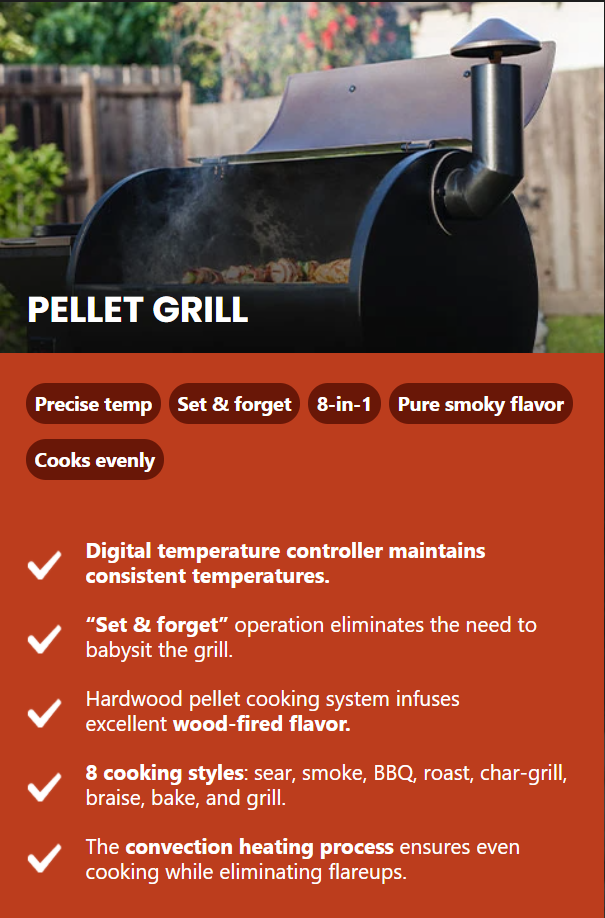 PELLET GRILL
Precise temp
Set & forget
8-in-1
Pure smoky flavor
Cooks evenly
Digital temperature controller maintains
consistent temperatures.
“Set & forget” operation eliminates the need to
babysit the grill.
Hardwood pellet cooking system infuses
excellent wood-fired flavor.
8 cooking styles: sear, smoke, BBQ, roast, char-grill,
braise, bake, and grill.
The convection heating process ensures even
cooking while eliminating flareups.